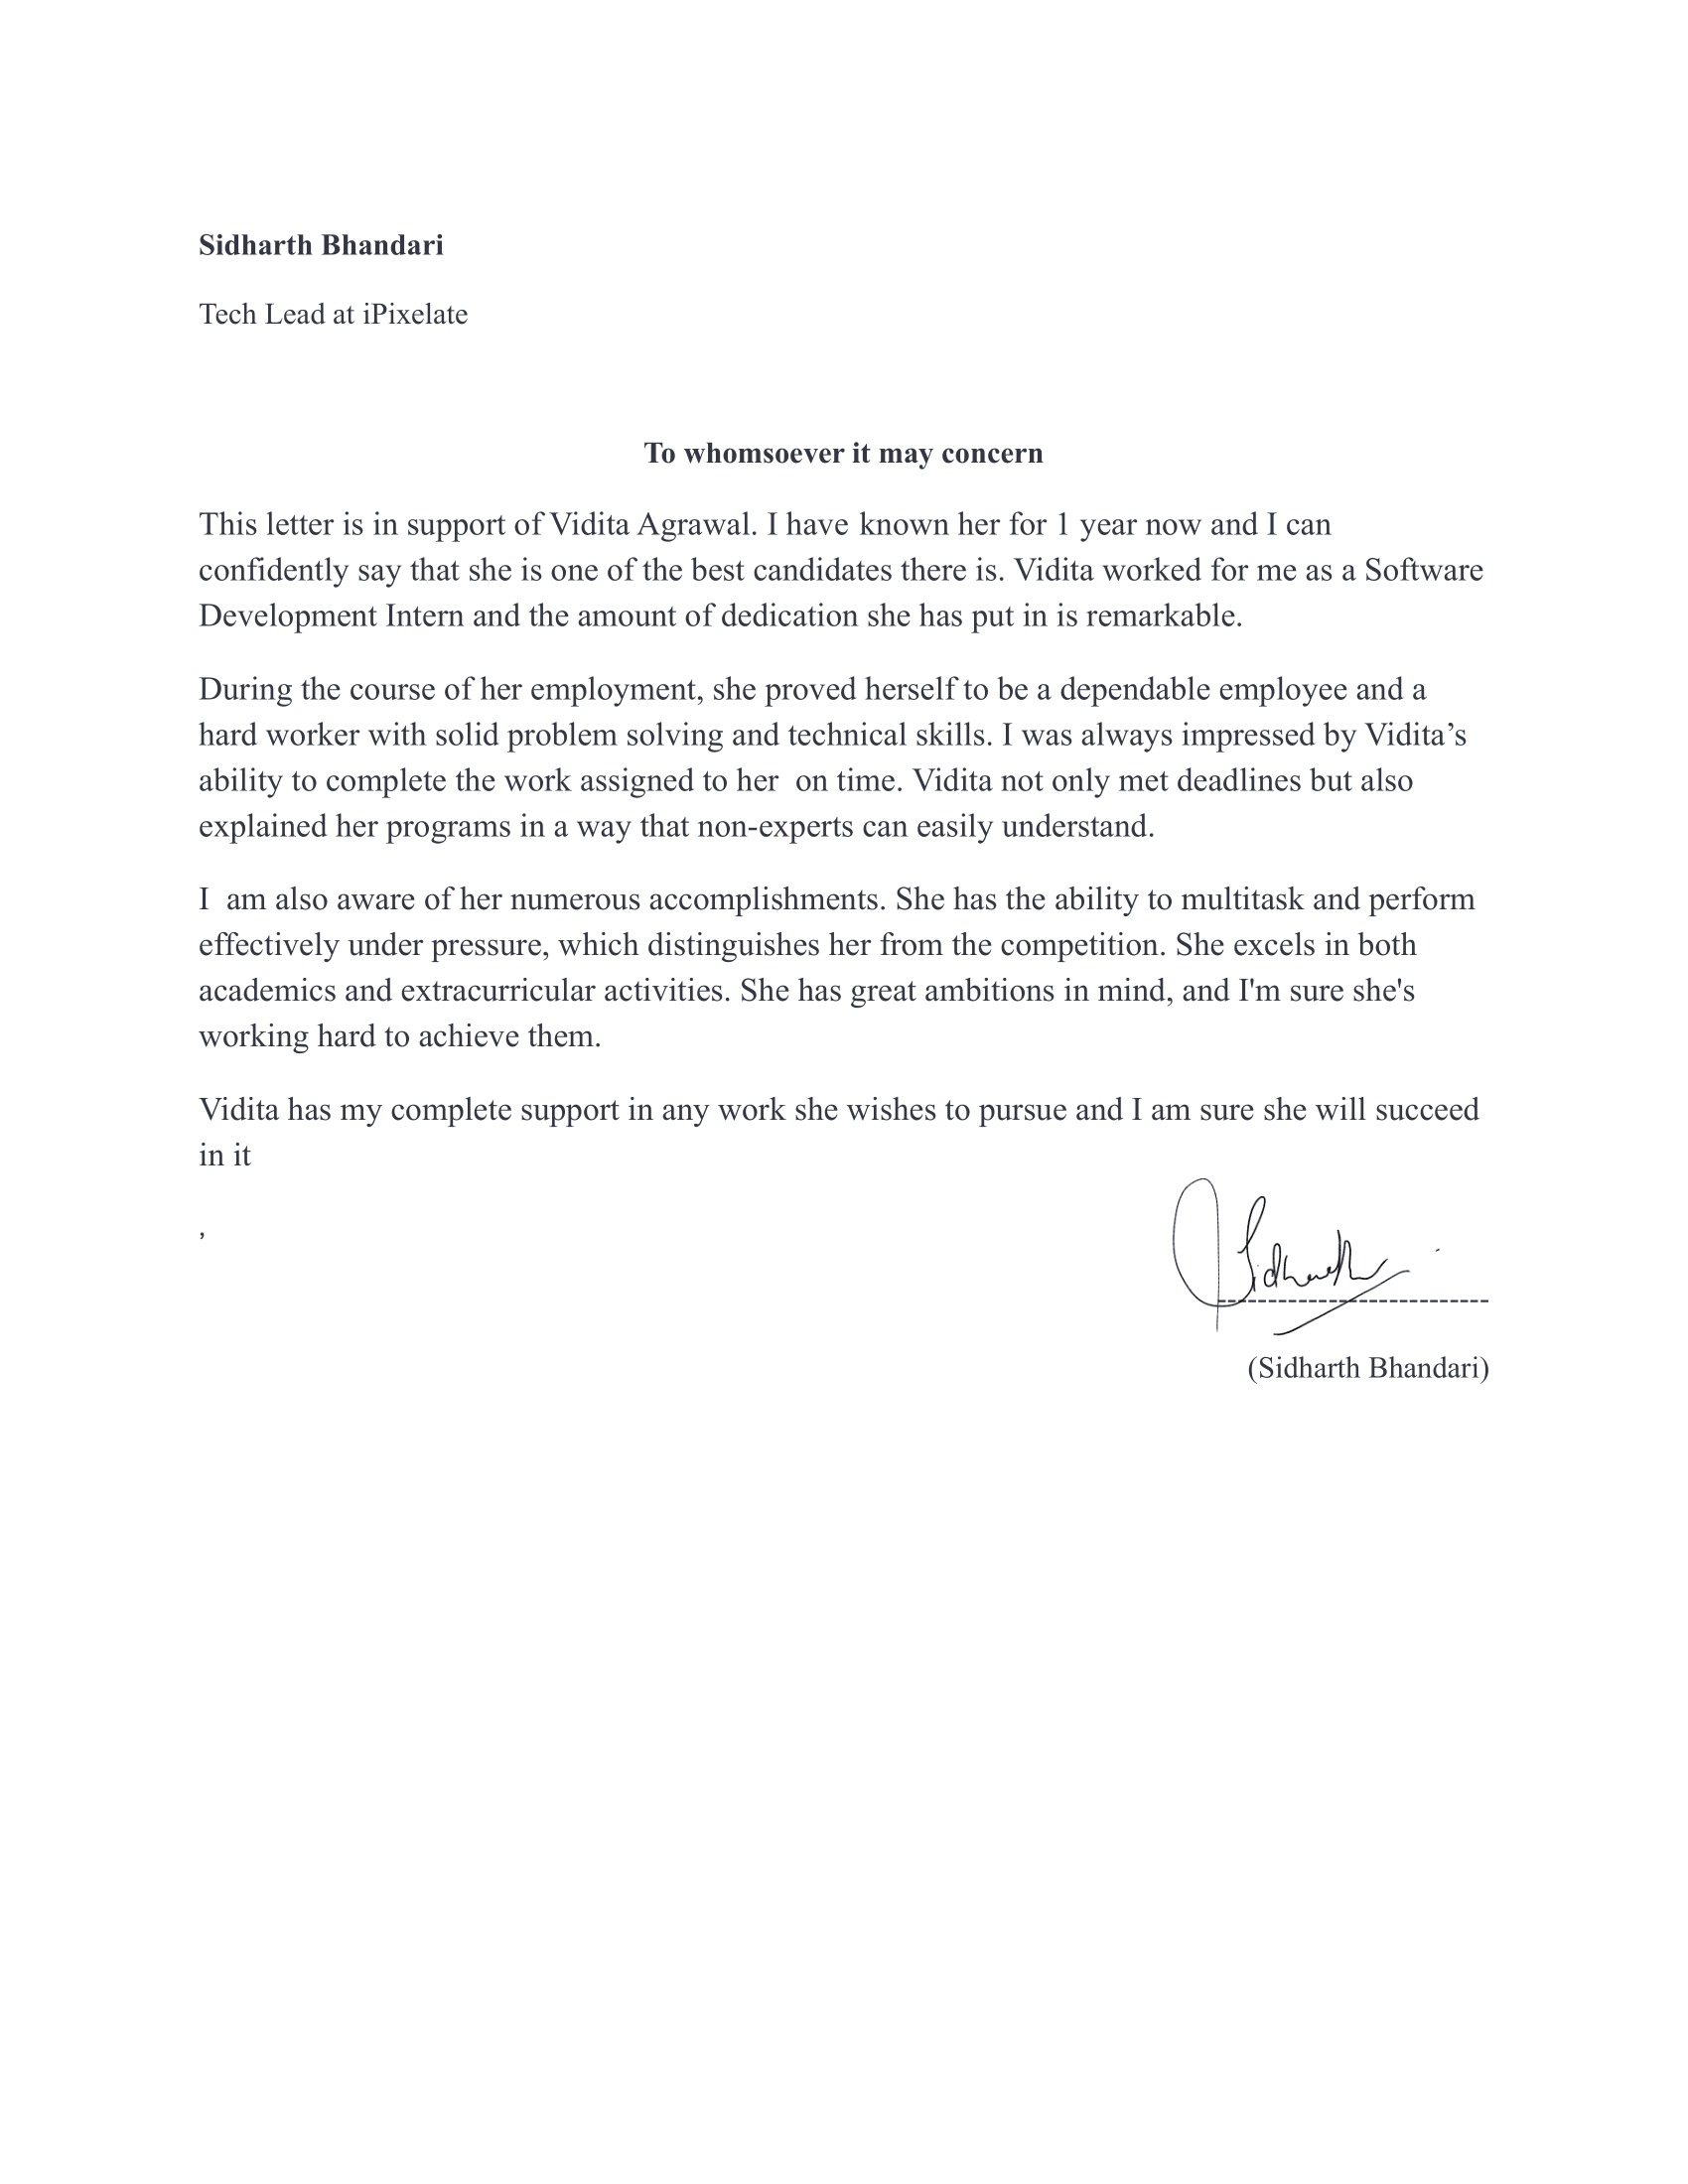 Sidharth Bhandari
Tech Lead at iPixelate
To whomsoever it may concern
This letter is in support of Vidita Agrawal. I have known her for 1 year now and I can
confidently say that she is one of the best candidates there is. Vidita worked for me as a Software
Development Intern and the amount of dedication she has put in is remarkable.
During the course of her employment, she proved herself to be a dependable employee and a
hard worker with solid problem solving and technical skills. I was always impressed by Vidita’s
ability to complete the work assigned to her  on time. Vidita not only met deadlines but also
explained her programs in a way that non-experts can easily understand.
I  am also aware of her numerous accomplishments. She has the ability to multitask and perform
effectively under pressure, which distinguishes her from the competition. She excels in both
academics and extracurricular activities. She has great ambitions in mind, and I'm sure she's
working hard to achieve them.
Vidita has my complete support in any work she wishes to pursue and I am sure she will succeed
in it
,
Sidharth
---------------------------
(Sidharth Bhandari)